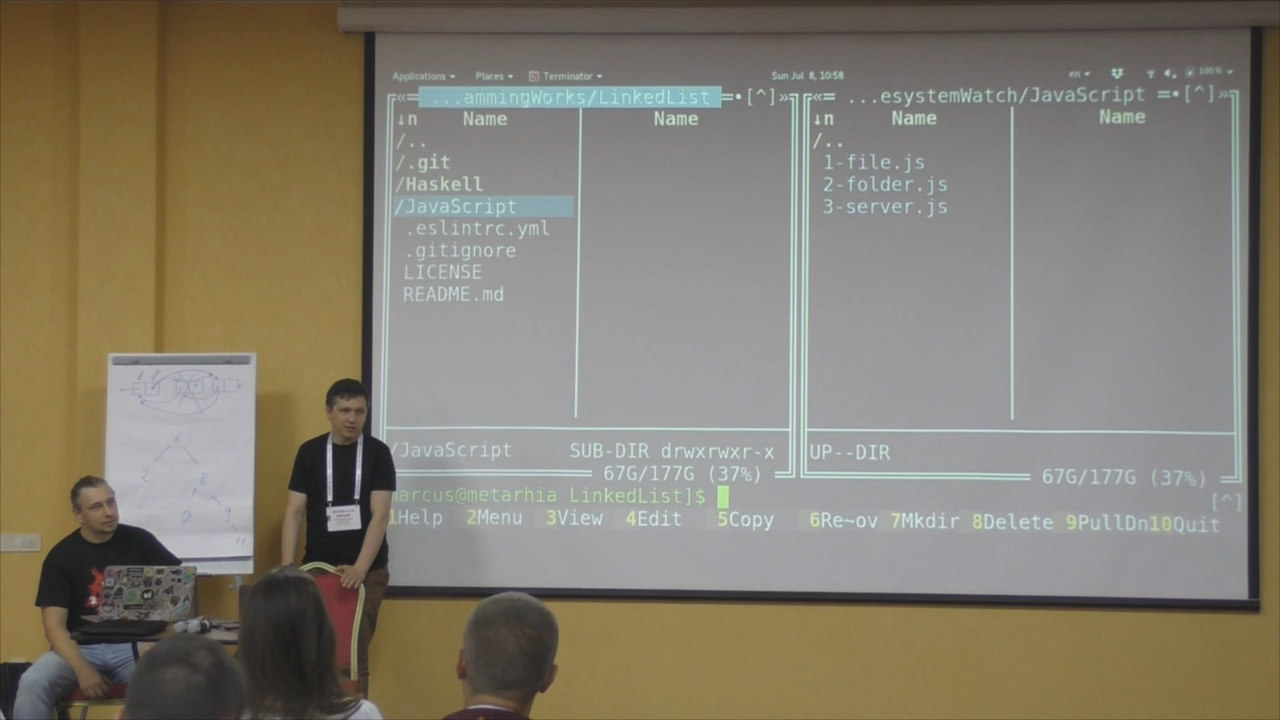 Applications Places Terminator Sun Jul 8, 10:58 en 100%
...ammingWorks/LinkedList
↓n Name Name
/..
/.git
/Haskell
/JavaScript
.eslintrc.yml
.gitignore
LICENSE
README.md
/JavaScript SUB-DIR drwxrwxr-x
67G/177G (37%)
...esystemWatch/JavaScript
↓n Name Name
/..
1-file.js
2-folder.js
3-server.js
UP--DIR
67G/177G (37%)
marcus@metarhia LinkedList]$ [^]
1Help 2Menu 3View 4Edit 5Copy 6Re~ov 7Mkdir 8Delete 9PullDn 10Quit